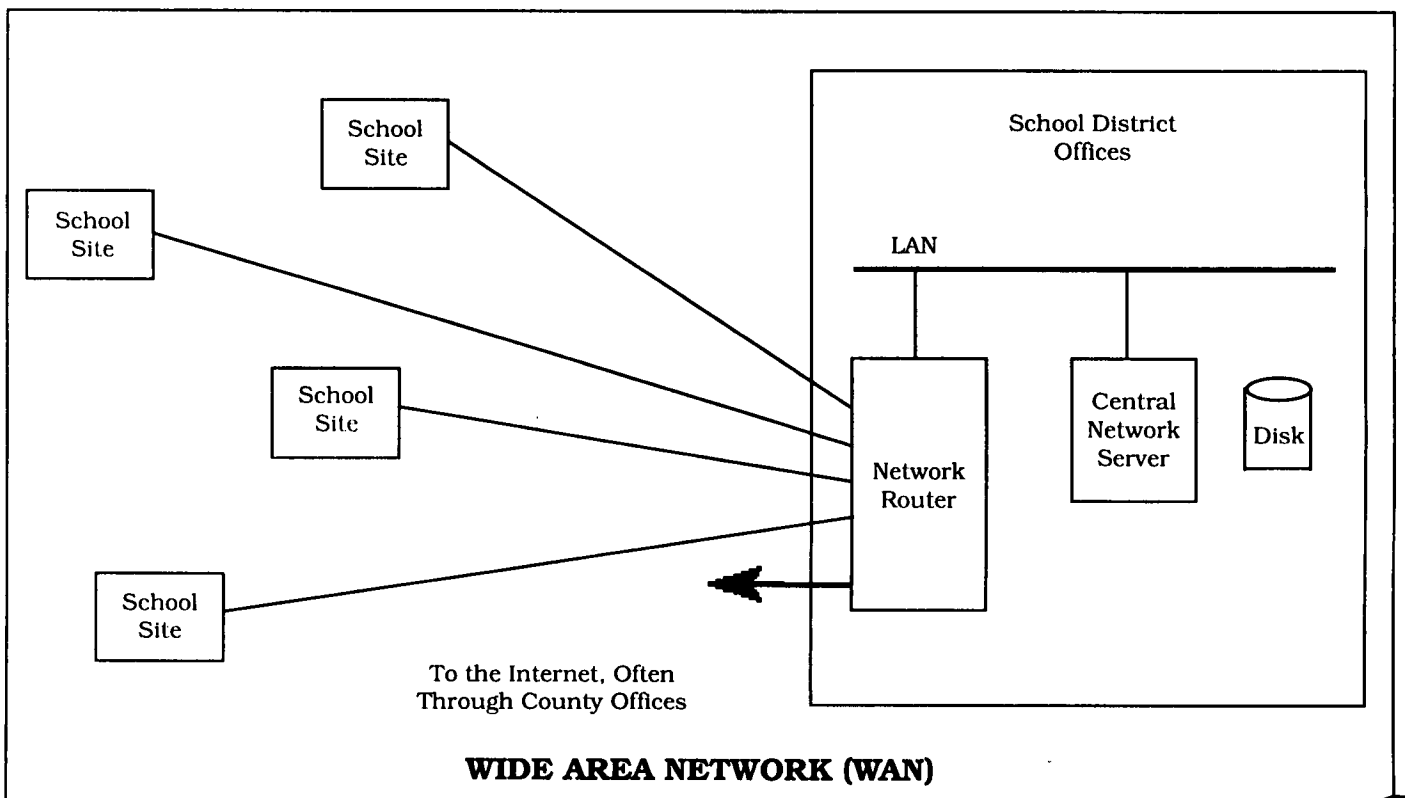 School
Site
School
Site
School
Site
School
Site
School District
Offices
LAN
Network
Router
Central
Network
Server
Disk
To the Internet, Often
Through County Offices
WIDE AREA NETWORK (WAN)